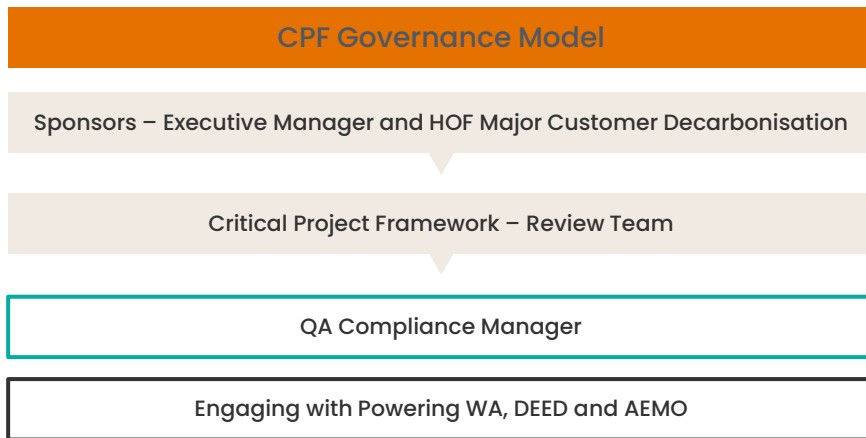 CPF Governance Model
Sponsors – Executive Manager and HOF Major Customer Decarbonisation
Critical Project Framework – Review Team
QA Compliance Manager
Engaging with Powering WA, DEED and AEMO